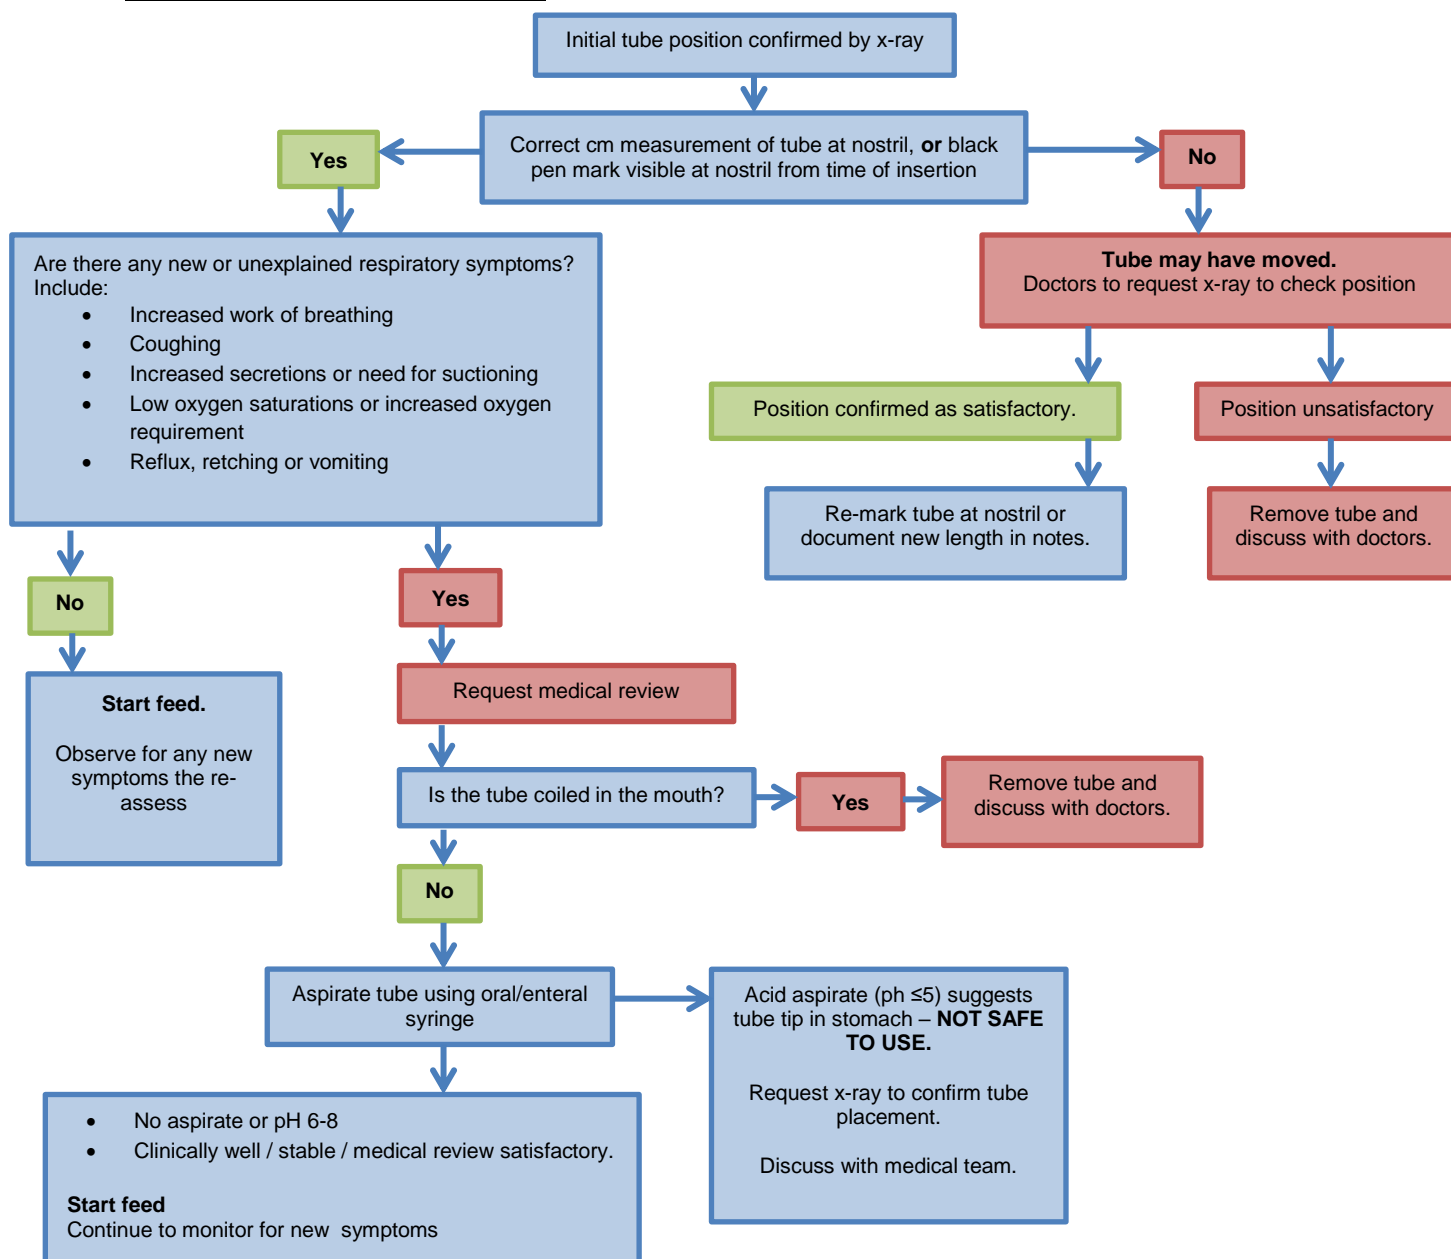 Initial tube position confirmed by x-ray
Correct cm measurement of tube at nostril, or black
pen mark visible at nostril from time of insertion
Yes
No
Are there any new or unexplained respiratory symptoms?
Include:
• Increased work of breathing
• Coughing
• Increased secretions or need for suctioning
• Low oxygen saturations or increased oxygen
requirement
• Reflux, retching or vomiting
Tube may have moved.
Doctors to request x-ray to check position
Position confirmed as satisfactory.
Position unsatisfactory
Re-mark tube at nostril or
document new length in notes.
Remove tube and
discuss with doctors.
No
Yes
Start feed.
Observe for any new
symptoms the re-
assess
Request medical review
Is the tube coiled in the mouth?
Yes
Remove tube and
discuss with doctors.
No
Aspirate tube using oral/enteral
syringe
Acid aspirate (ph ≤5) suggests
tube tip in stomach – NOT SAFE
TO USE.
Request x-ray to confirm tube
placement.
Discuss with medical team.
• No aspirate or pH 6-8
• Clinically well / stable / medical review satisfactory.
Start feed
Continue to monitor for new symptoms